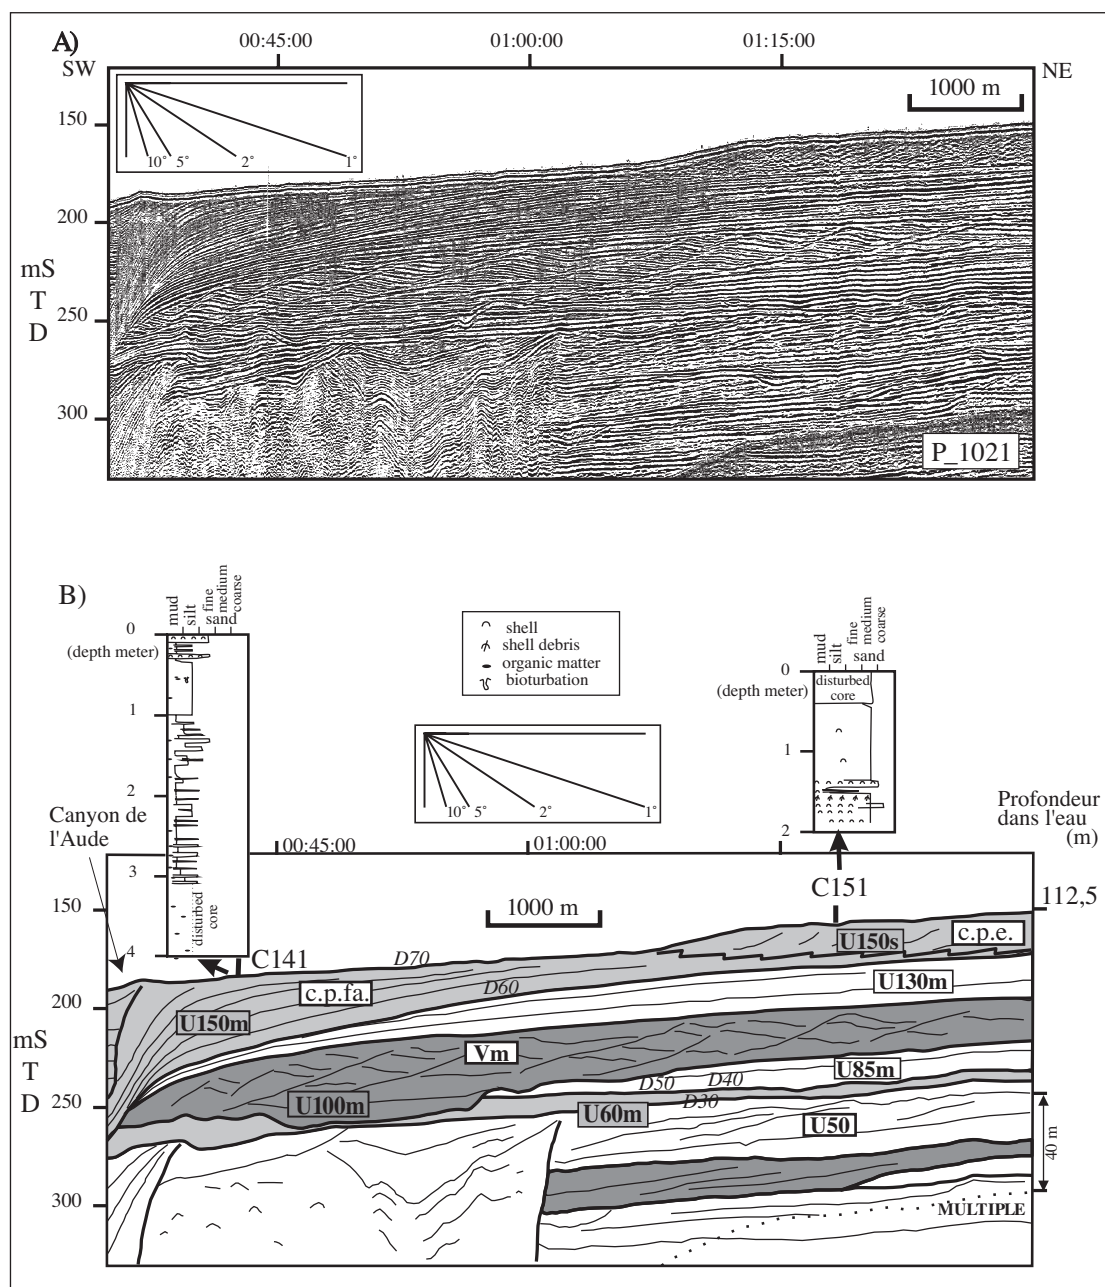 A)
00:45:00 01:00:00 01:15:00
SW NE
1000 m
10° 5° 2° 1°
150
200
mS
T
D
250
300
P_1021
B)
mud silt fine medium coarse
sand
0
(depth meter)
1
2
3
4
disturbed core
shell
shell debris
organic matter
bioturbation
10° 5° 2° 1°
mud silt fine medium coarse
sand
0
(depth meter)
disturbed
core
1
2
Canyon de
l'Aude
Profondeur
dans l'eau
(m)
00:45:00 01:00:00
C151
1000 m
150
112,5
C141
D70
U150s
c.p.e.
c.p.fa.
D60
U130m
200
U150m
mS
T
D
Vm
U85m
D50 D40
250
U100m
U60m
D30
U50
40 m
300
MULTIPLE